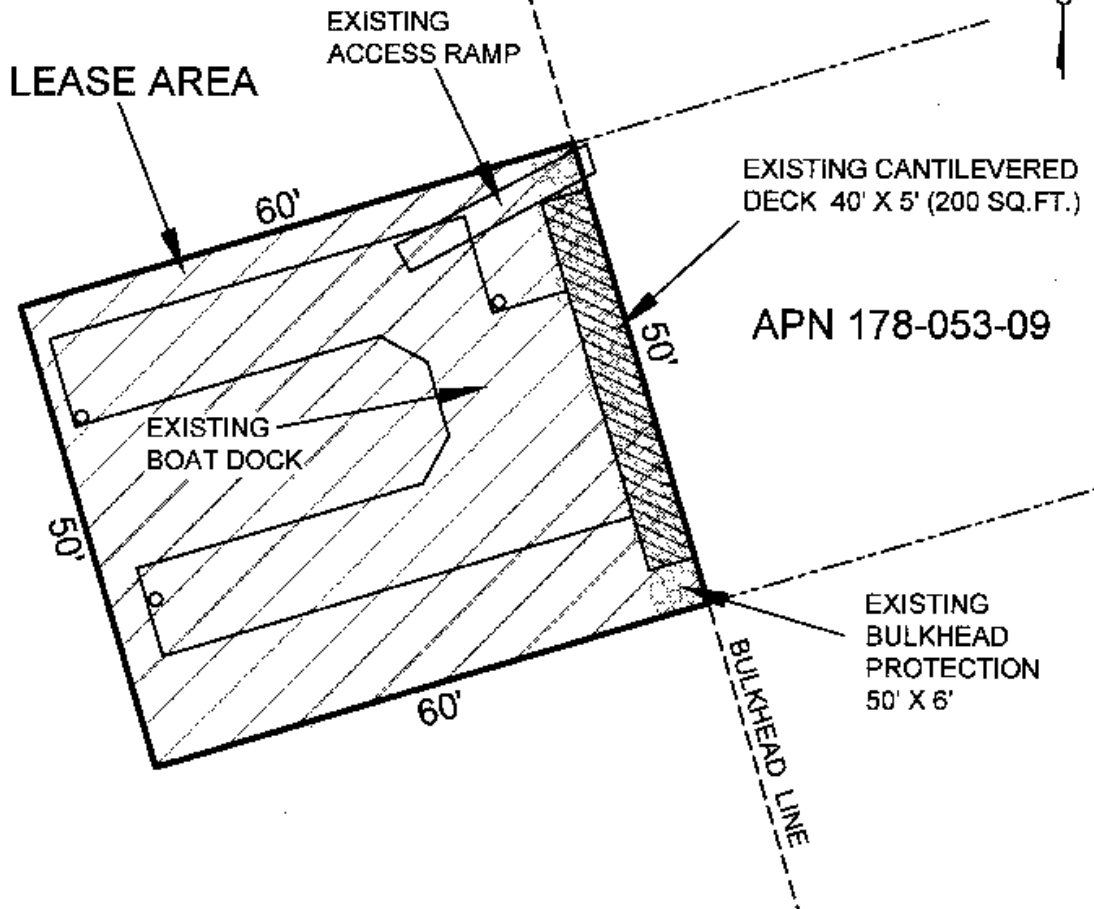 EXISTING
ACCESS RAMP
LEASE AREA
60'
EXISTING CANTILEVERED
DECK 40' X 5' (200 SQ.FT.)
50'
APN 178-053-09
EXISTING
BOAT DOCK
50'
EXISTING
BULKHEAD
PROTECTION
50' X 6'
60'
BULKHEAD LINE